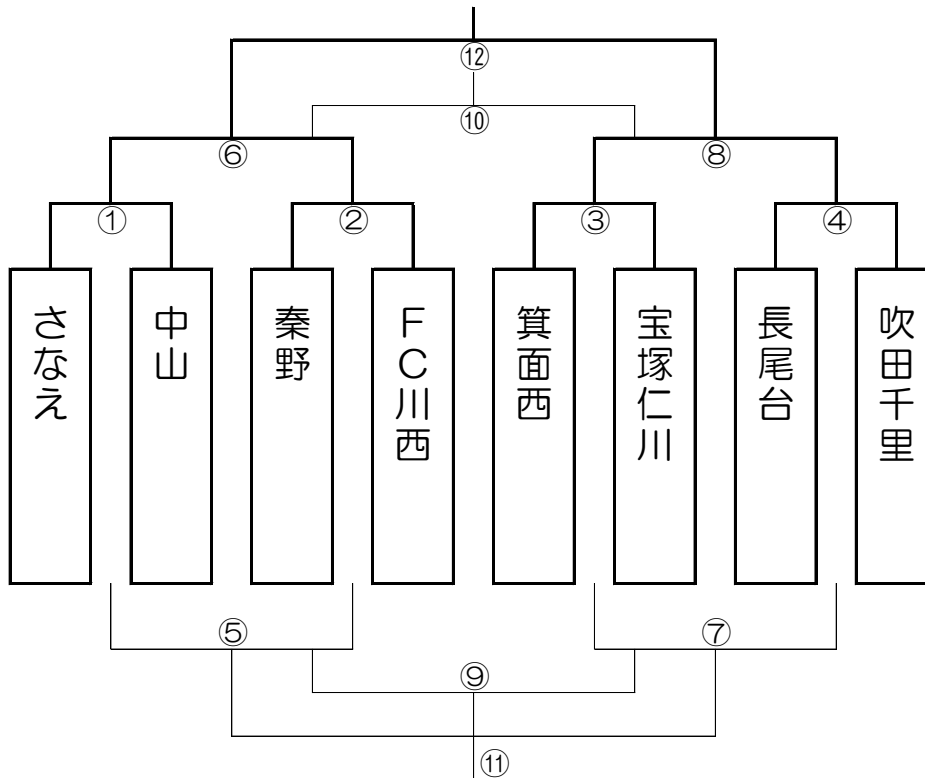 ⑫
⑩
⑥
⑧
①
②
③
④
さなえ
中山
秦野
FC川西
箕面西
宝塚仁川
長尾台
吹田千里
⑤
⑦
⑨
⑪